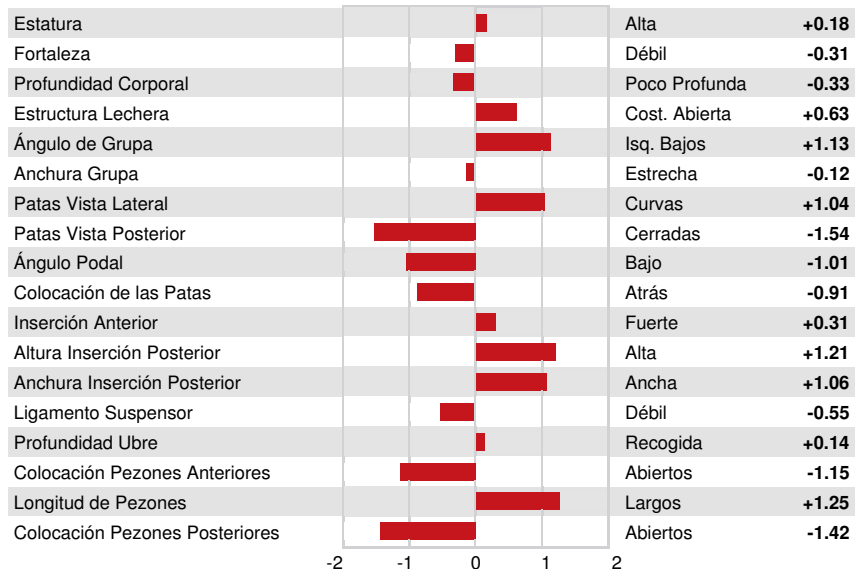 Estatura Alta +0.18
Fortaleza Débil -0.31
Profundidad Corporal Poco Profunda -0.33
Estructura Lechera Cost. Abierta +0.63
Ángulo de Grupa Isq. Bajos +1.13
Anchura Grupa Estrecha -0.12
Patas Vista Lateral Curvas +1.04
Patas Vista Posterior Cerradas -1.54
Ángulo Podal Bajo -1.01
Colocación de las Patas Atrás -0.91
Inserción Anterior Fuerte +0.31
Altura Inserción Posterior Alta +1.21
Anchura Inserción Posterior Ancha +1.06
Ligamento Suspensor Débil -0.55
Profundidad Ubre Recogida +0.14
Colocación Pezones Anteriores Abiertos -1.15
Longitud de Pezones Largos +1.25
Colocación Pezones Posteriores Abiertos -1.42
-2 -1 0 1 2